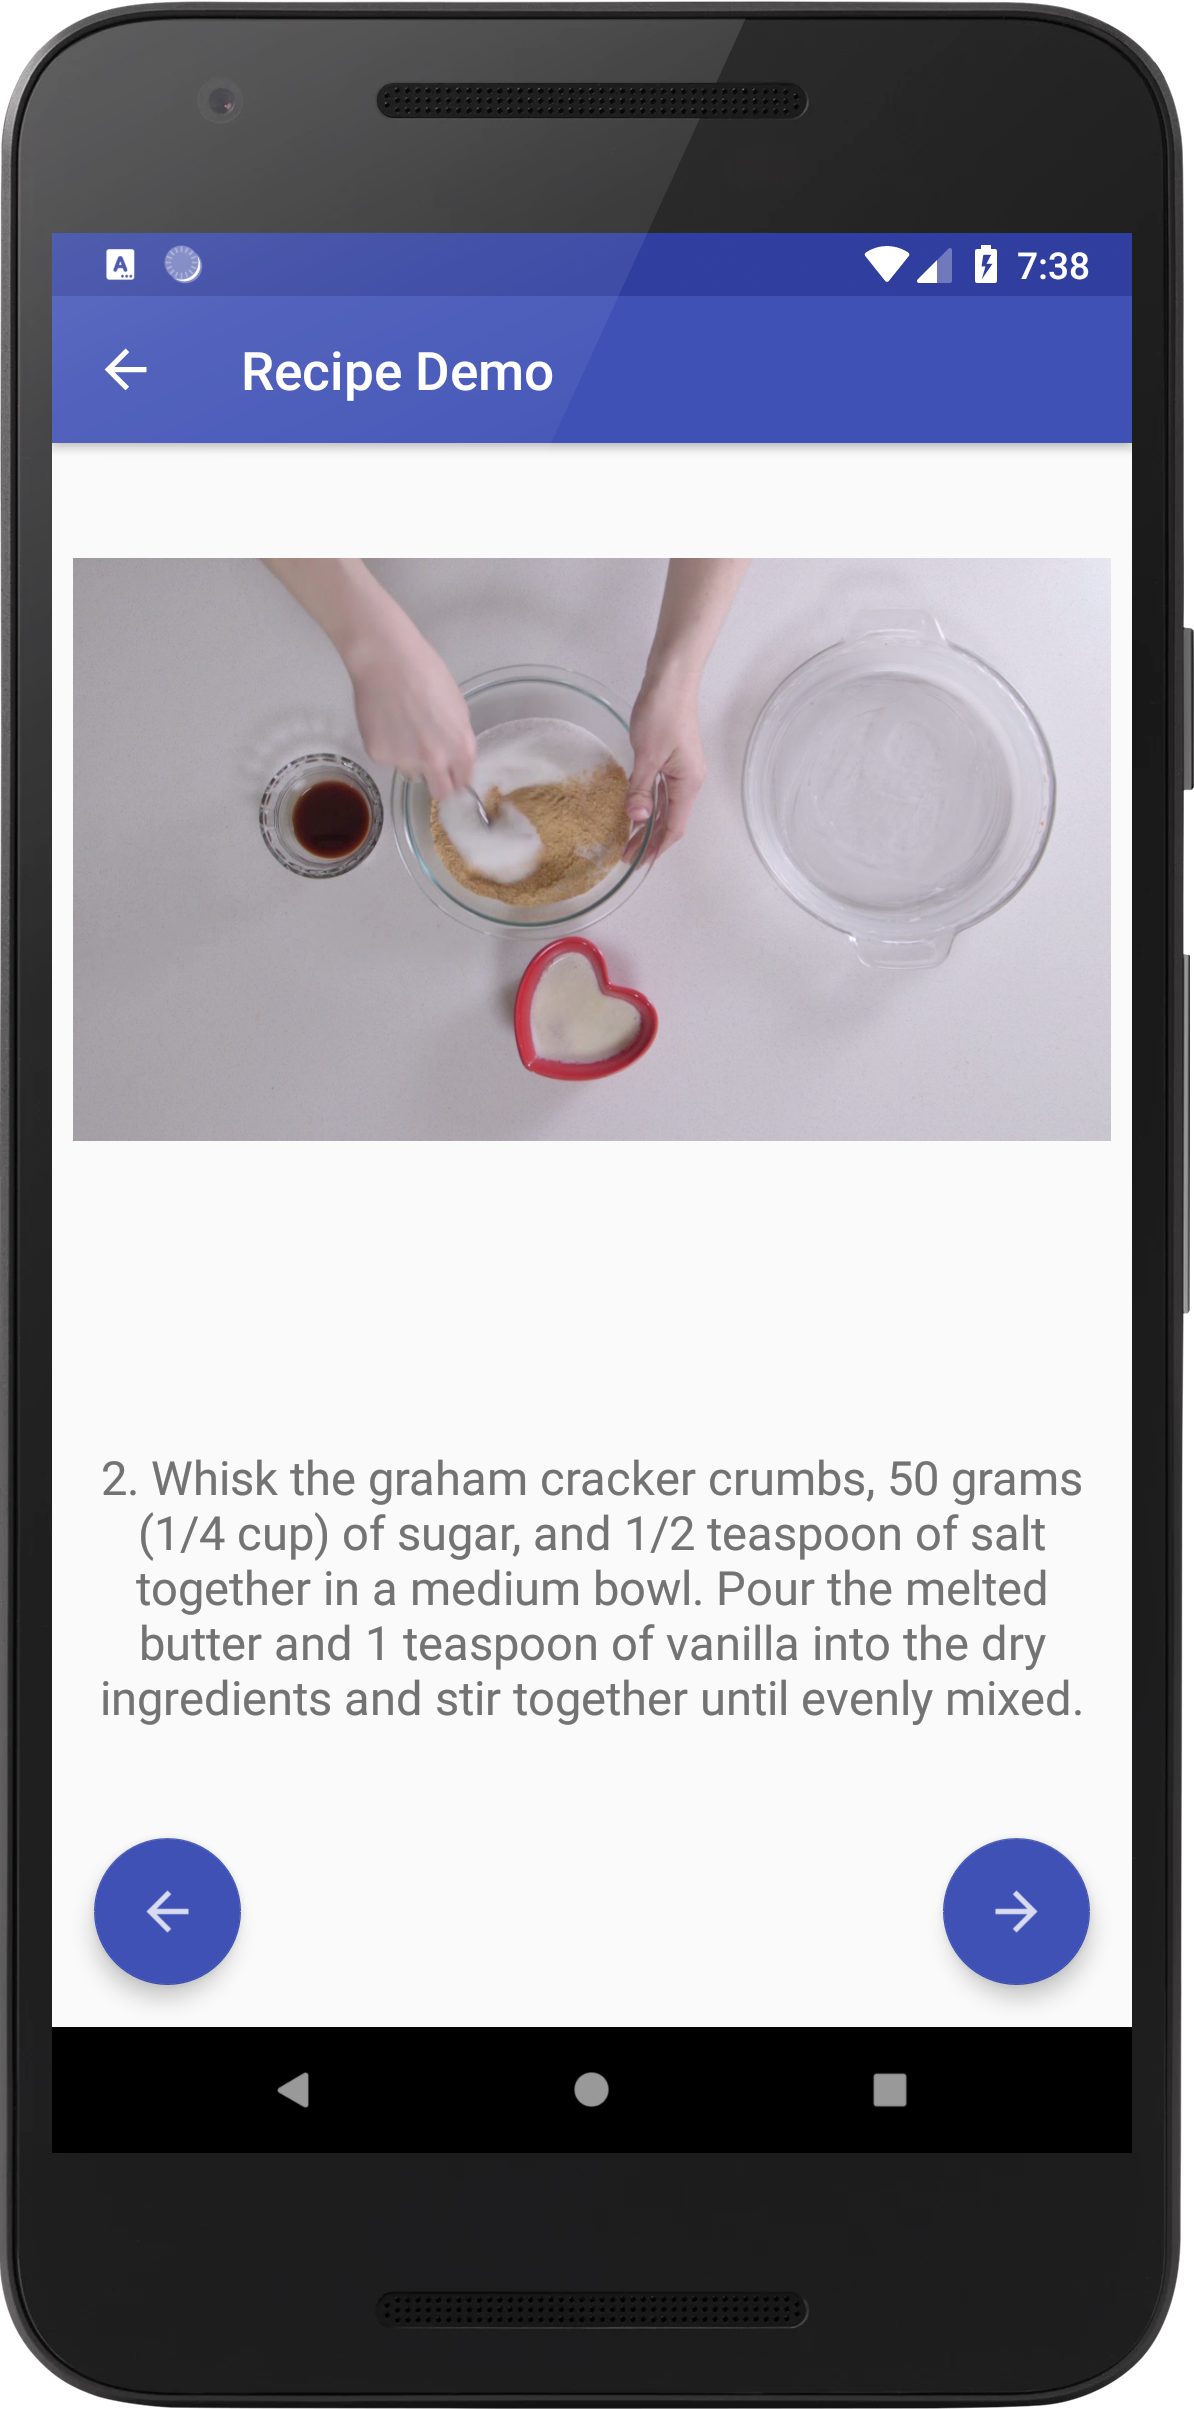 A
7:38
Recipe Demo
2. Whisk the graham cracker crumbs, 50 grams
(1/4 cup) of sugar, and 1/2 teaspoon of salt
together in a medium bowl. Pour the melted
butter and 1 teaspoon of vanilla into the dry
ingredients and stir together until evenly mixed.